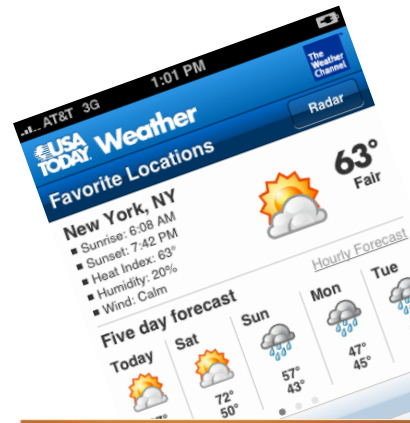 AT&T 3G 1:01 PM
USA TODAY Weather
The Weather Channel
Favorite Locations
Radar
New York, NY
63°
Fair
▪ Sunrise: 6:08 AM
▪ Sunset: 7:42 PM
▪ Heat Index: 63°
▪ Humidity: 20%
▪ Wind: Calm
Hourly Forecast
Five day forecast
Today Sat Sun Mon Tue
72° 57° 47°
50° 43° 45°